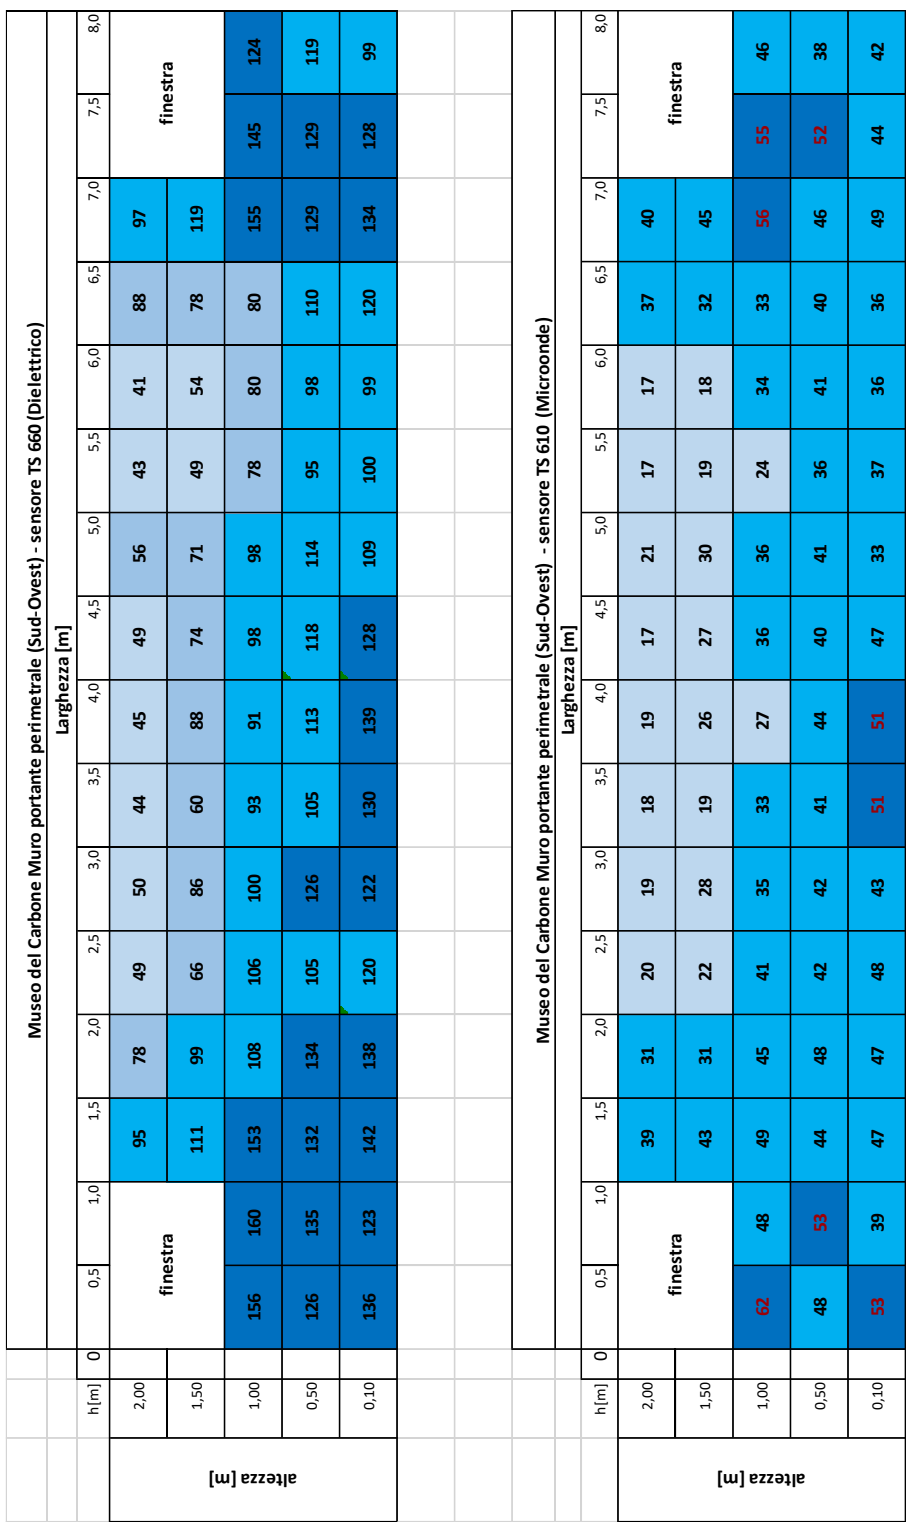 Museo del Carbone Muro portante perimetrale (Sud-Ovest) - sensore TS 660 (Dielettrico)
Larghezza [m]
h[m] 0 0,5 1,0 1,5 2,0 2,5 3,0 3,5 4,0 4,5 5,0 5,5 6,0 6,5 7,0 7,5 8,0
altezza [m]
2,00 finestra 95 78 49 50 44 45 49 56 43 41 88 97 finestra
1,50 111 99 66 86 60 88 74 71 49 54 78 119
1,00 156 160 153 108 106 100 93 91 98 98 78 80 80 155 145 124
0,50 126 135 132 134 105 126 105 113 118 114 95 98 110 129 129 119
0,10 136 123 142 138 120 122 130 139 128 109 100 99 120 134 128 99
Museo del Carbone Muro portante perimetrale (Sud-Ovest) - sensore TS 610 (Microonde)
Larghezza [m]
h[m] 0 0,5 1,0 1,5 2,0 2,5 3,0 3,5 4,0 4,5 5,0 5,5 6,0 6,5 7,0 7,5 8,0
altezza [m]
2,00 finestra 39 31 20 19 18 19 17 21 17 17 37 40 finestra
1,50 43 31 22 28 19 26 27 30 19 18 32 45
1,00 62 48 49 45 41 35 33 27 36 36 24 34 33 56 55 46
0,50 48 53 44 48 42 42 41 44 40 41 36 41 40 46 52 38
0,10 53 39 47 47 48 43 51 51 47 33 37 36 36 49 44 42